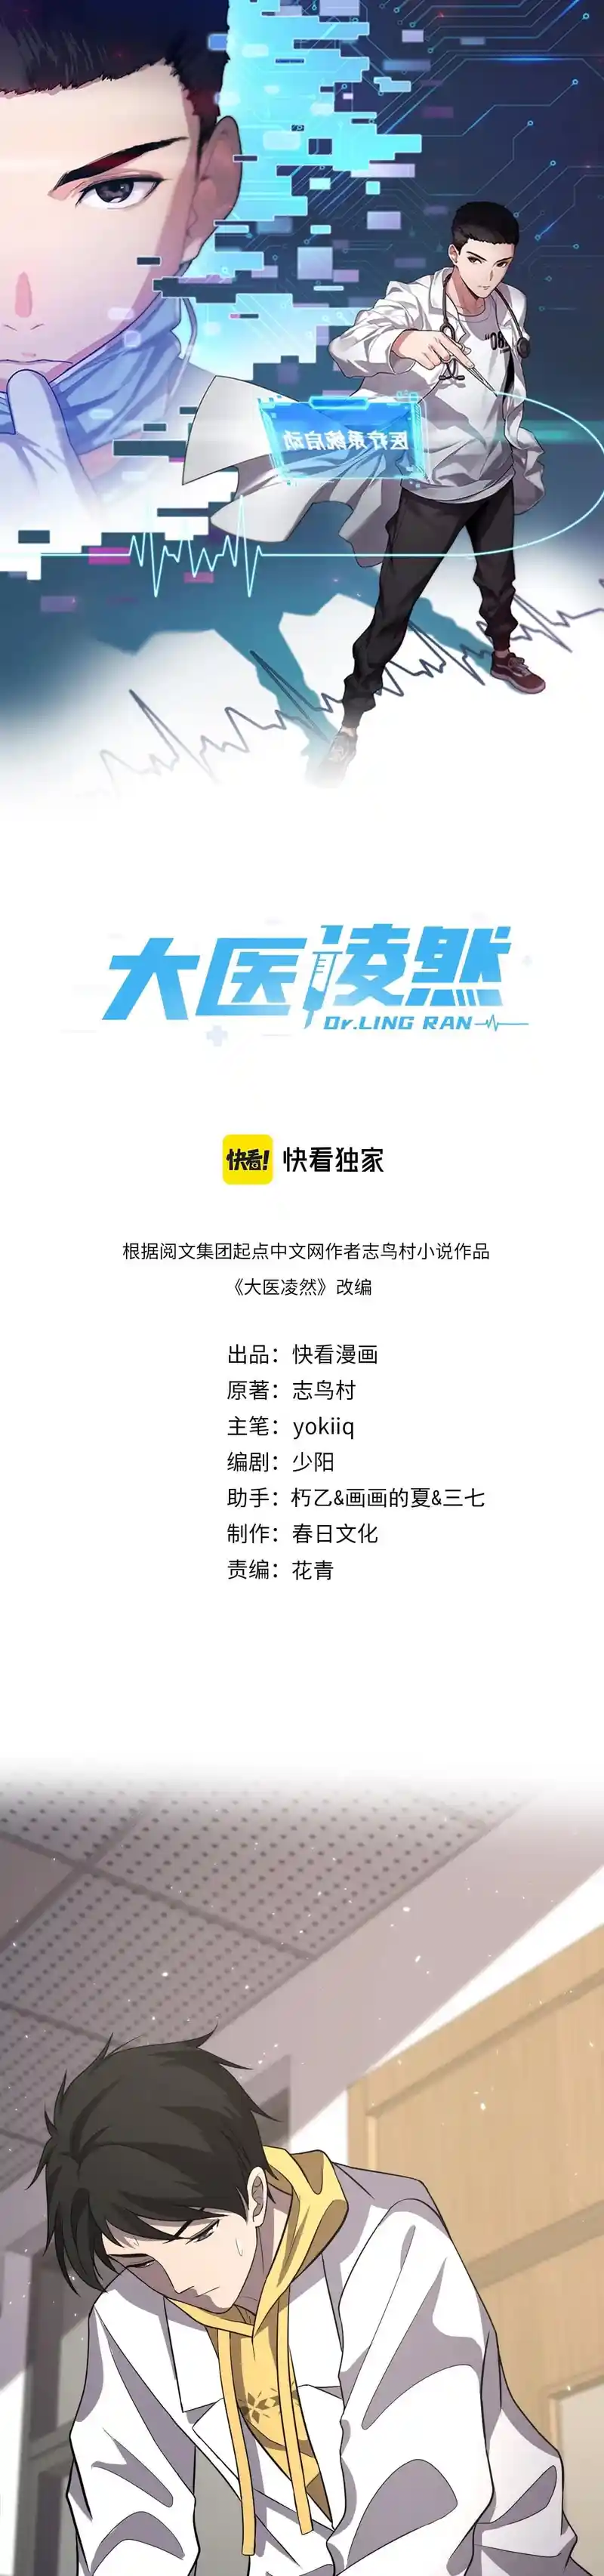 "08
医疗系统启动
大医凌然
Dr.LING RAN
快看! 快看独家
根据阅文集团起点中文网作者志鸟村小说作品
《大医凌然》改编
出品：快看漫画
原著：志鸟村
主笔：yokiiq
编剧：少阳
助手：朽乙&画画的夏&三七
制作：春日文化
责编：花青